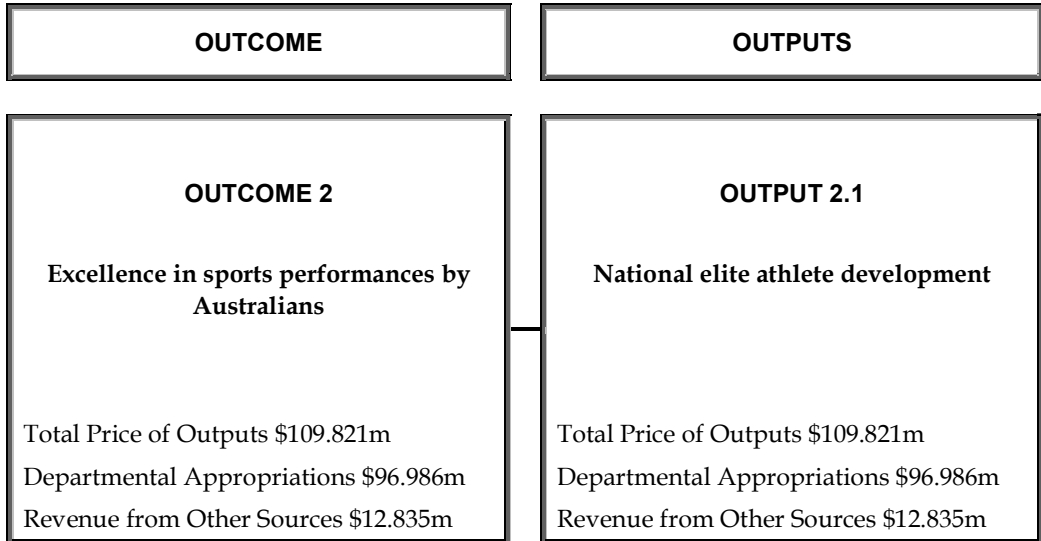 OUTCOME
OUTPUTS
OUTCOME 2
Excellence in sports performances by
Australians
Total Price of Outputs $109.821m
Departmental Appropriations $96.986m
Revenue from Other Sources $12.835m
OUTPUT 2.1
National elite athlete development
Total Price of Outputs $109.821m
Departmental Appropriations $96.986m
Revenue from Other Sources $12.835m